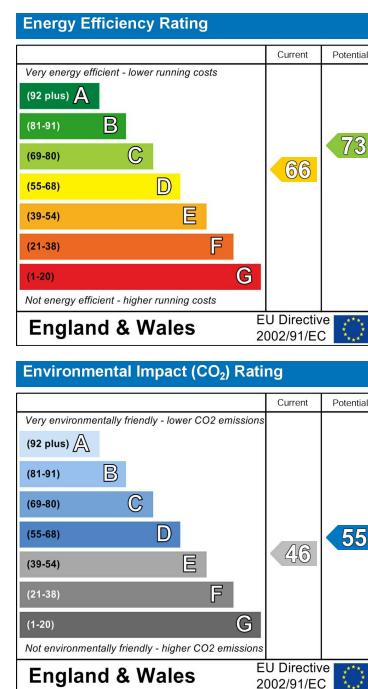 Energy Efficiency Rating
Current Potential
Very energy efficient - lower running costs
(92 plus) A
(81-91) B
(69-80) C
(55-68) D
(39-54) E
(21-38) F
(1-20) G
66
73
Not energy efficient - higher running costs
England & Wales
EU Directive
2002/91/EC
Environmental Impact (CO₂) Rating
Current Potential
Very environmentally friendly - lower CO2 emissions
(92 plus) A
(81-91) B
(69-80) C
(55-68) D
(39-54) E
(21-38) F
(1-20) G
46
55
Not environmentally friendly - higher CO2 emissions
England & Wales
EU Directive
2002/91/EC